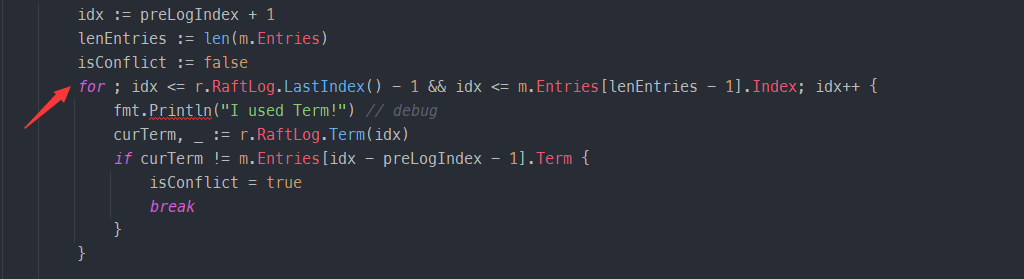 idx := preLogIndex + 1
lenEntries := len(m.Entries)
isConflict := false
for ; idx <= r.RaftLog.LastIndex() - 1 && idx <= m.Entries[lenEntries - 1].Index; idx++ {
fmt.Println("I used Term!") // debug
curTerm, _ := r.RaftLog.Term(idx)
if curTerm != m.Entries[idx - preLogIndex - 1].Term {
isConflict = true
break
}
}